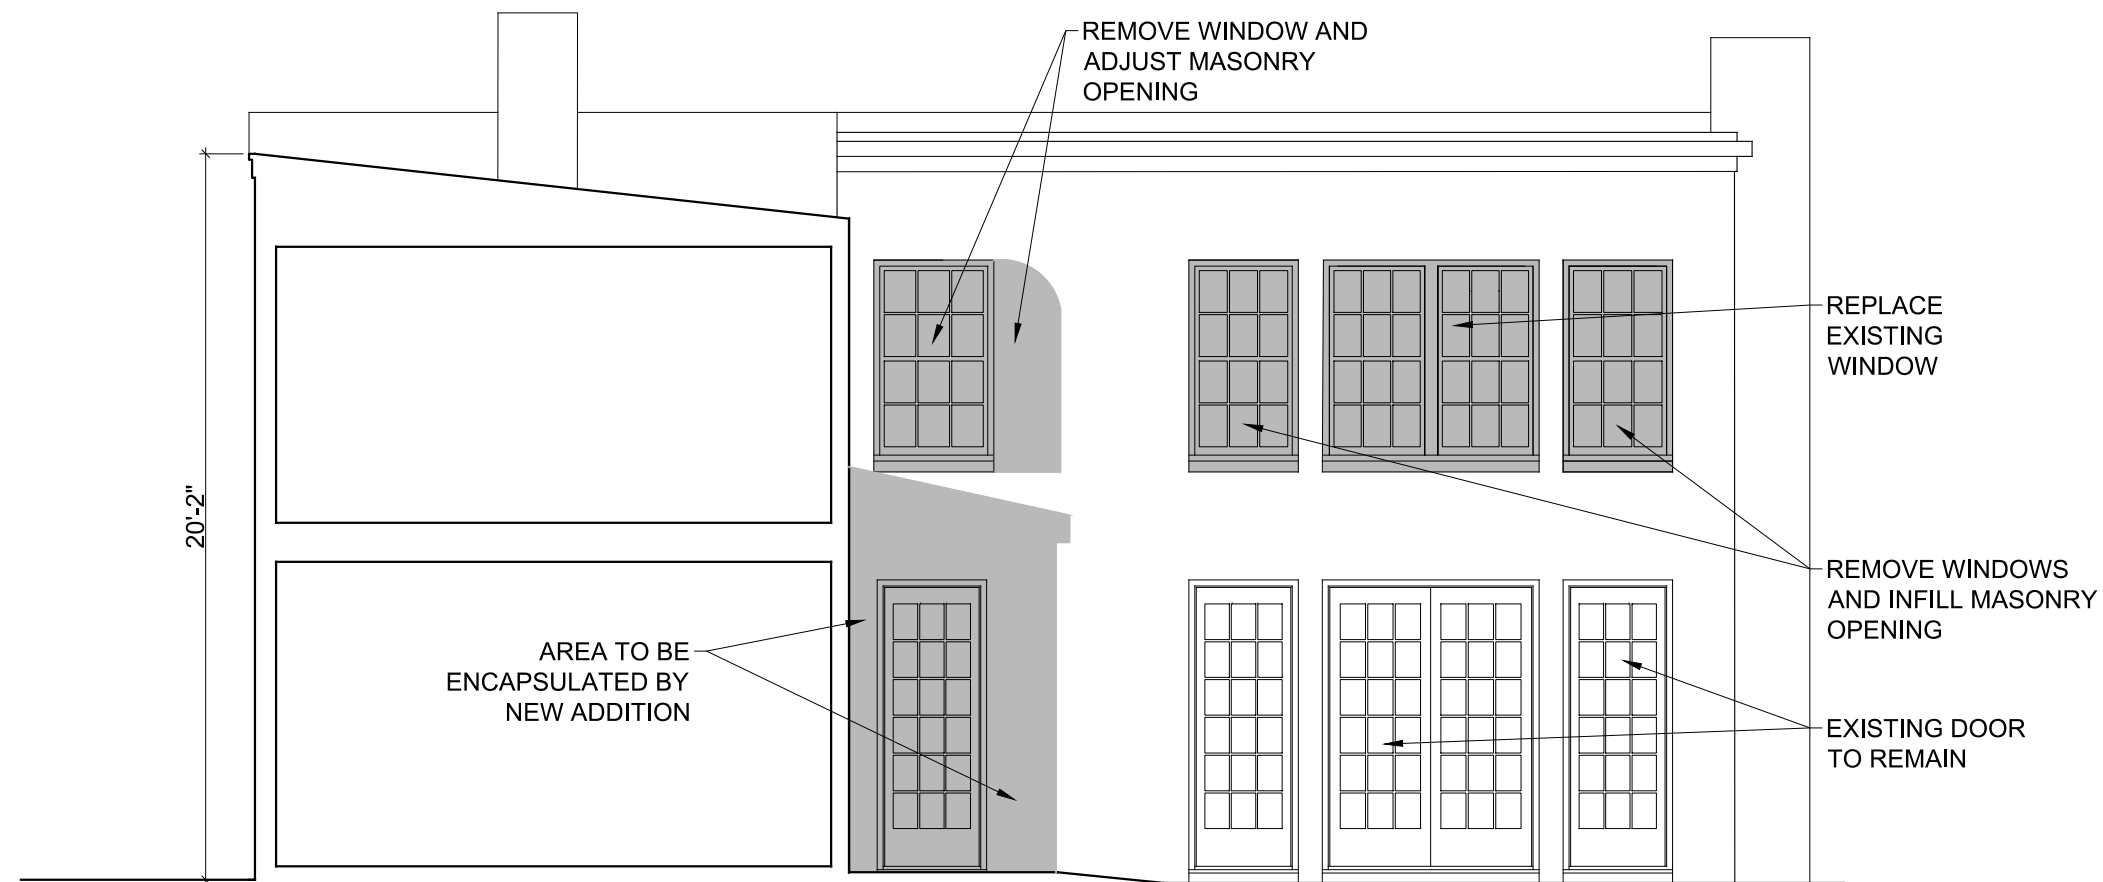 REMOVE WINDOW AND
ADJUST MASONRY
OPENING
REPLACE
EXISTING
WINDOW
20'-2"
REMOVE WINDOWS
AND INFILL MASONRY
OPENING
AREA TO BE
ENCAPSULATED BY
NEW ADDITION
EXISTING DOOR
TO REMAIN